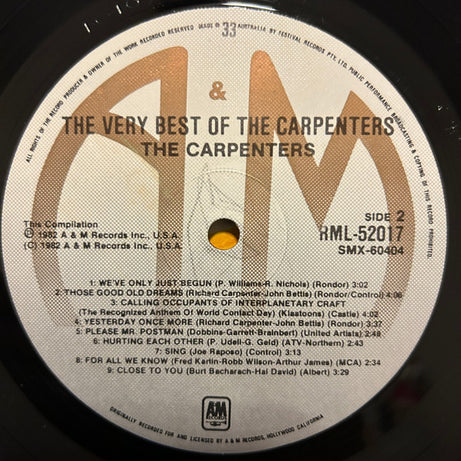 ALL RIGHTS OF THE RECORD PRODUCER & OWNER OF THE WORK RECORDED RESERVED MADE IN AUSTRALIA BY FESTIVAL RECORDS PTY. LTD. PUBLIC PERFORMANCE BROADCASTING & COPYING OF THIS RECORD PROHIBITED.
33
A & M
THE VERY BEST OF THE CARPENTERS
THE CARPENTERS
This Compilation
1982 A & M Records Inc., U.S.A.
(C) 1982 A & M Records Inc., U.S.A.
SIDE 2
RML-52017
SMX-60404
1: WE'VE ONLY JUST BEGUN (P. Williams-R. Nichols) (Rondor) 3:02
2: THOSE GOOD OLD DREAMS (Richard Carpenter-John Bettis) (Rondor/Control) 4:06
3: CALLING OCCUPANTS OF INTERPLANETARY CRAFT
(The Recognized Anthem Of World Contact Day) (Klaatoons) (Castle) 4:00
4: YESTERDAY ONCE MORE (Richard Carpenter-John Bettis) (Rondor) 3:37
5: PLEASE MR. POSTMAN (Dobbins-Garrett-Brainbert) (United Artists) 2:48
6: HURTING EACH OTHER (P. Udell-G. Geld) (ATV-Northern) 2:43
7: SING (Joe Raposo) (Control) 3:13
8: FOR ALL WE KNOW (Fred Karlin-Robb Wilson-Arthur James) (MCA) 2:34
9: CLOSE TO YOU (Burt Bacharach-Hal David) (Albert) 3:29
AM
RECORDS
ORIGINALLY RECORDED FOR AND LICENSED BY A & M RECORDS, HOLLYWOOD CALIFORNIA